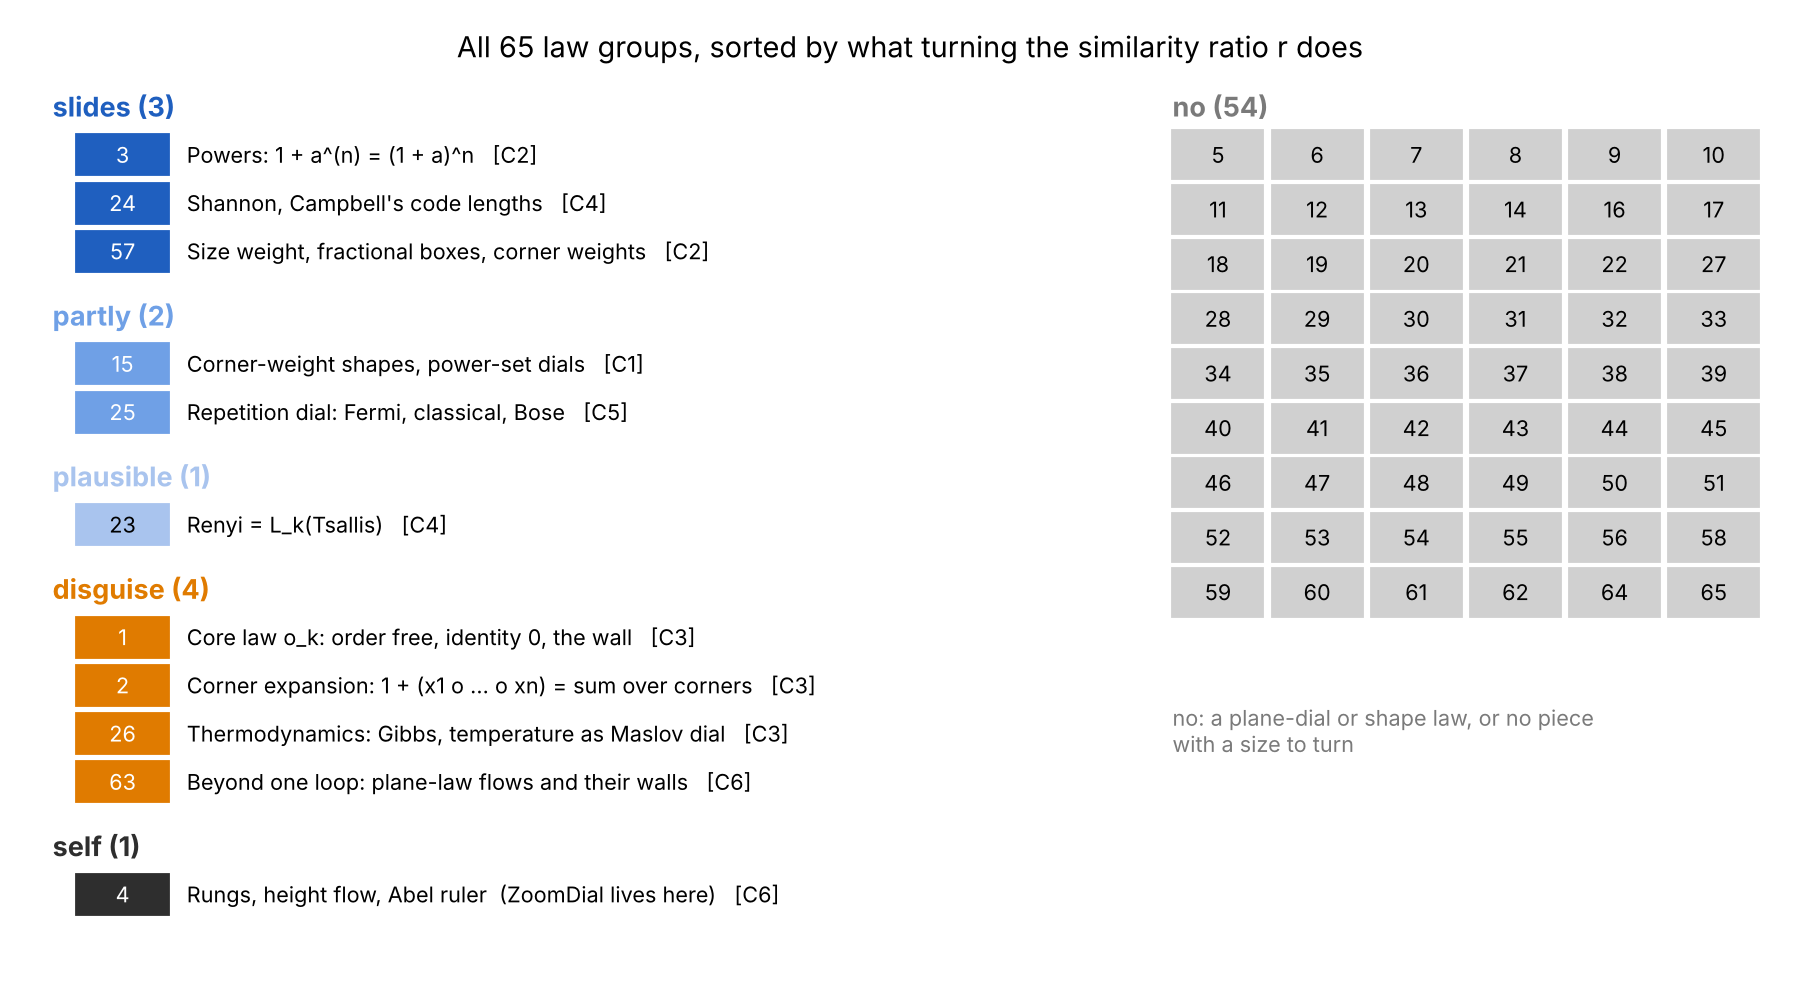 All 65 law groups, sorted by what turning the similarity ratio r does
slides (3)
3 Powers: 1 + a^(n) = (1 + a)^n [C2]
24 Shannon, Campbell's code lengths [C4]
57 Size weight, fractional boxes, corner weights [C2]
partly (2)
15 Corner-weight shapes, power-set dials [C1]
25 Repetition dial: Fermi, classical, Bose [C5]
plausible (1)
23 Renyi = L_k(Tsallis) [C4]
disguise (4)
1 Core law o_k: order free, identity 0, the wall [C3]
2 Corner expansion: 1 + (x1 o ... o xn) = sum over corners [C3]
26 Thermodynamics: Gibbs, temperature as Maslov dial [C3]
63 Beyond one loop: plane-law flows and their walls [C6]
self (1)
4 Rungs, height flow, Abel ruler (ZoomDial lives here) [C6]
no (54)
5 6 7 8 9 10
11 12 13 14 16 17
18 19 20 21 22 27
28 29 30 31 32 33
34 35 36 37 38 39
40 41 42 43 44 45
46 47 48 49 50 51
52 53 54 55 56 58
59 60 61 62 64 65
no: a plane-dial or shape law, or no piece
with a size to turn